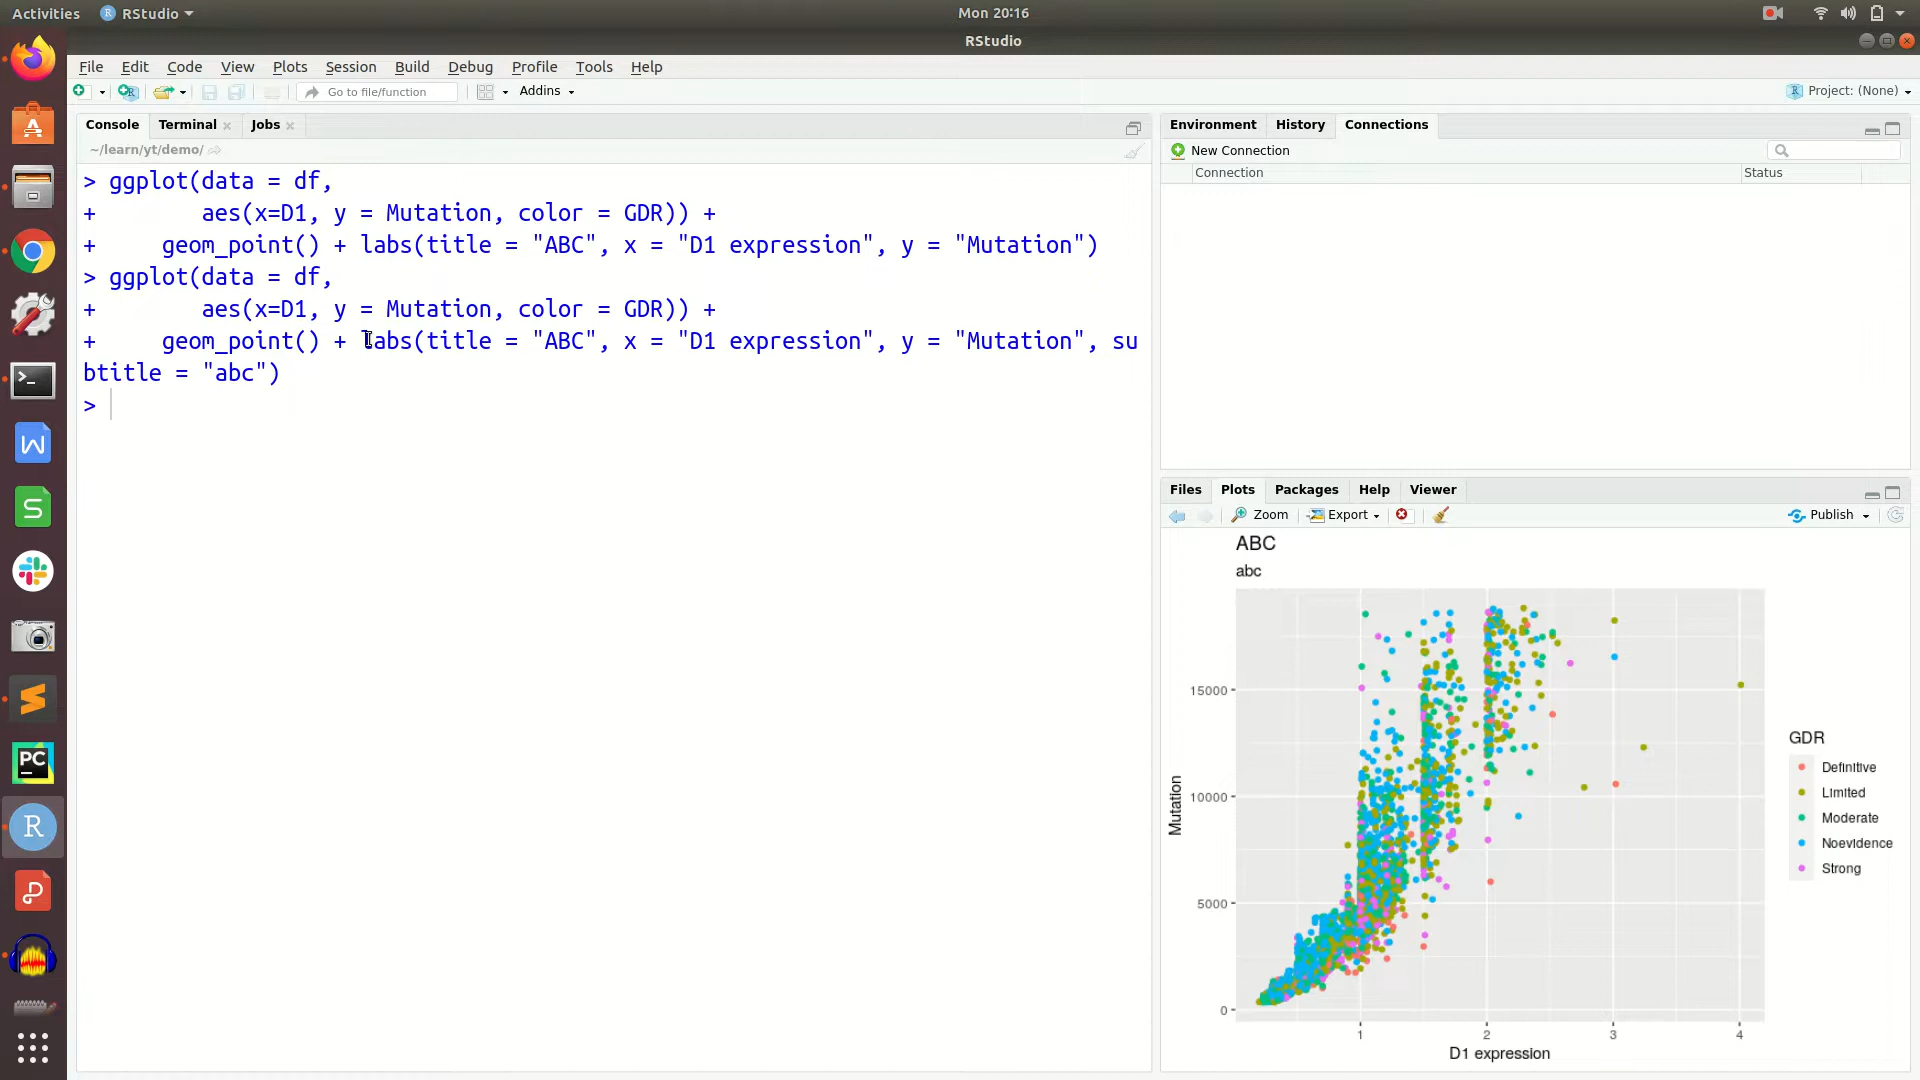 Activities RStudio Mon 20:16
RStudio
File Edit Code View Plots Session Build Debug Profile Tools Help
Go to file/function Addins Project: (None)
Console Terminal Jobs
~/learn/yt/demo/
> ggplot(data = df,
+        aes(x=D1, y = Mutation, color = GDR)) +
+     geom_point() + labs(title = "ABC", x = "D1 expression", y = "Mutation")
> ggplot(data = df,
+        aes(x=D1, y = Mutation, color = GDR)) +
+     geom_point() + labs(title = "ABC", x = "D1 expression", y = "Mutation", su
btitle = "abc")
>
Environment History Connections
New Connection
Connection Status
Files Plots Packages Help Viewer
Zoom Export Publish
ABC
abc
15000
10000
5000
0
Mutation
1 2 3 4
D1 expression
GDR
Definitive
Limited
Moderate
Noevidence
Strong
W
S
PC
R